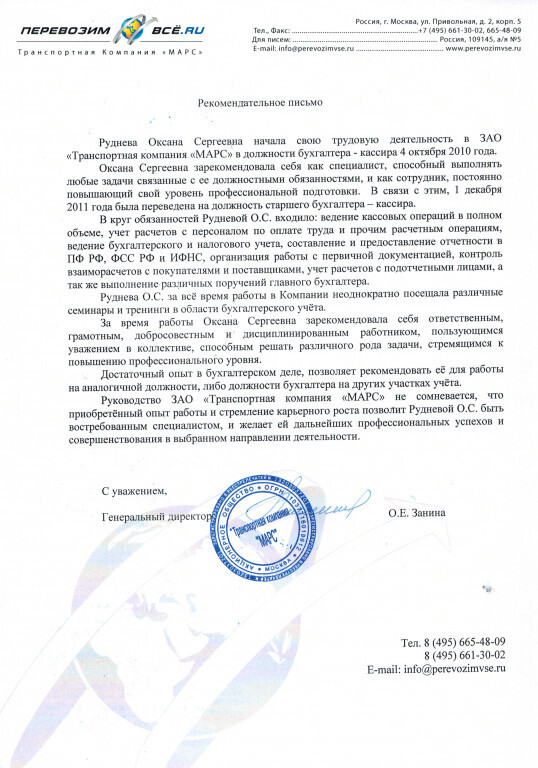 ПЕРЕВОЗИМ ВСЁ.RU
Транспортная Компания «МАРС»
Россия, г. Москва, ул. Привольная, д. 2, корп. 5
Тел., Факс: ........................................................+7 (495) 661-30-02, 665-48-09
Для писем: ................................................................ Россия, 109145, а/я №5
E-mail: info@perevozimvse.ru ...................................... www.perevozimvse.ru
Рекомендательное письмо
Руднева Оксана Сергеевна начала свою трудовую деятельность в ЗАО
«Транспортная компания «МАРС» в должности бухгалтера - кассира 4 октября 2010 года.
Оксана Сергеевна зарекомендовала себя как специалист, способный выполнять
любые задачи связанные с ее должностными обязанностями, и как сотрудник, постоянно
повышающий свой уровень профессиональной подготовки. В связи с этим, 1 декабря
2011 года была переведена на должность старшего бухгалтера – кассира.
В круг обязанностей Рудневой О.С. входило: ведение кассовых операций в полном
объеме, учет расчетов с персоналом по оплате труда и прочим расчетным операциям,
ведение бухгалтерского и налогового учета, составление и предоставление отчетности в
ПФ РФ, ФСС РФ и ИФНС, организация работы с первичной документацией, контроль
взаиморасчетов с покупателями и поставщиками, учет расчетов с подотчетными лицами, а
так же выполнение различных поручений главного бухгалтера.
Руднева О.С. за всё время работы в Компании неоднократно посещала различные
семинары и тренинги в области бухгалтерского учёта.
За время работы Оксана Сергеевна зарекомендовала себя ответственным,
грамотным, добросовестным и дисциплинированным работником, пользующимся
уважением в коллективе, способным решать различного рода задачи, стремящимся к
повышению профессионального уровня.
Достаточный опыт в бухгалтерском деле, позволяет рекомендовать её для работы
на аналогичной должности, либо должности бухгалтера на других участках учёта.
Руководство ЗАО «Транспортная компания «МАРС» не сомневается, что
приобретённый опыт работы и стремление карьерного роста позволит Рудневой О.С. быть
востребованным специалистом, и желает ей дальнейших профессиональных успехов и
совершенствования в выбранном направлении деятельности.
С уважением,
Генеральный директор
О.Е. Занина
АКЦИОНЕРНОЕ ОБЩЕСТВО
МОСКВА
"Транспортная компания
"МАРС"
Тел. 8 (495) 665-48-09
8 (495) 661-30-02
E-mail: info@perevozimvse.ru